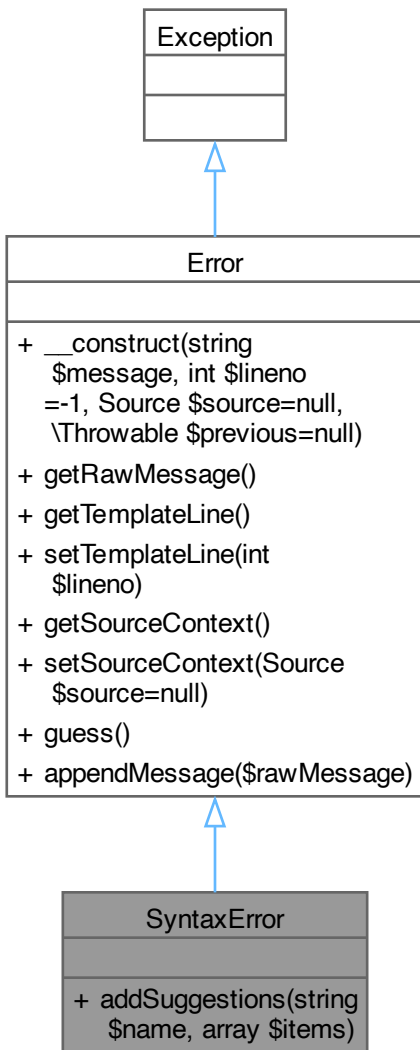 Exception
Error
+ __construct(string
$message, int $lineno
=-1, Source $source=null,
\Throwable $previous=null)
+ getRawMessage()
+ getTemplateLine()
+ setTemplateLine(int
$lineno)
+ getSourceContext()
+ setSourceContext(Source
$source=null)
+ guess()
+ appendMessage($rawMessage)
SyntaxError
+ addSuggestions(string
$name, array $items)